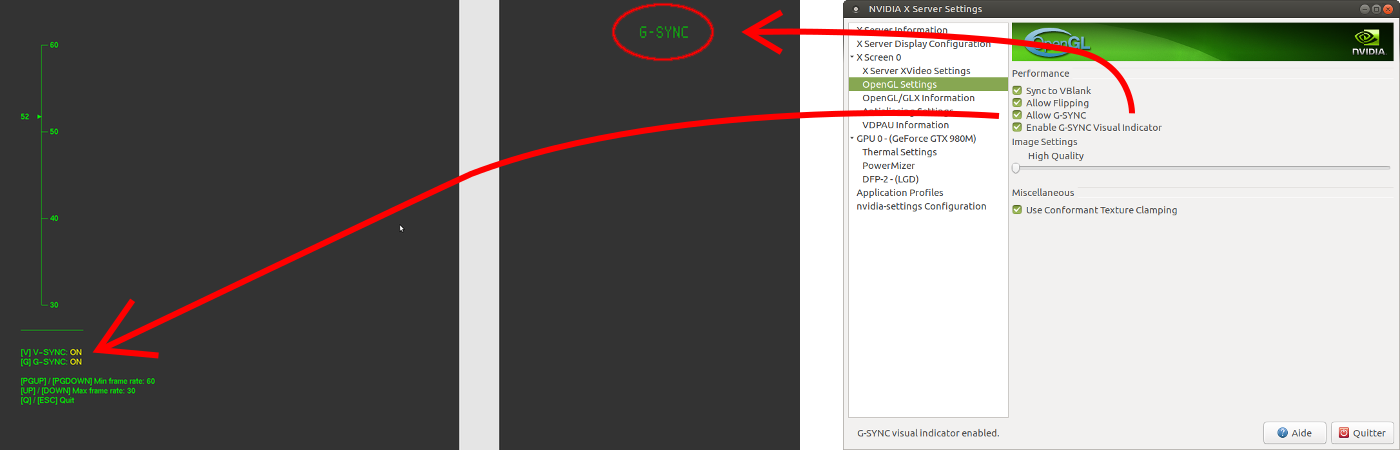 60
G-SYNC
52
50
40
30
[V] V-SYNC: ON
[G] G-SYNC: ON
[PGUP] / [PGDOWN] Min frame rate: 60
[UP] / [DOWN] Max frame rate: 30
[Q] / [ESC] Quit
NVIDIA X Server Settings
X Server Information
X Server Display Configuration
X Screen 0
X Server XVideo Settings
OpenGL Settings
OpenGL/GLX Information
Antialiasing Settings
VDPAU Information
GPU 0 - (GeForce GTX 980M)
Thermal Settings
PowerMizer
DFP-2 - (LGD)
Application Profiles
nvidia-settings Configuration
OpenGL
NVIDIA.
Performance
Sync to VBlank
Allow Flipping
Allow G-SYNC
Enable G-SYNC Visual Indicator
Image Settings
High Quality
Miscellaneous
Use Conformant Texture Clamping
G-SYNC visual indicator enabled.
Aide
Quitter